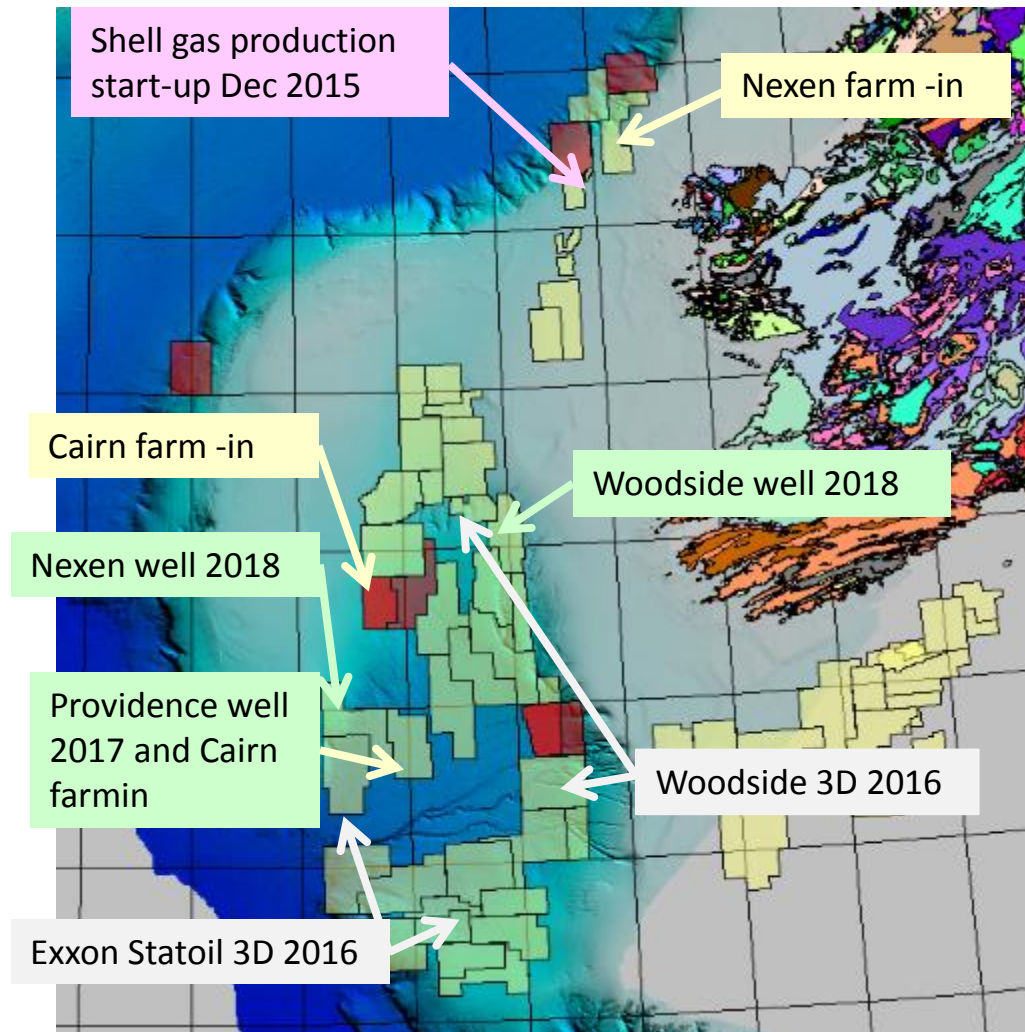 Shell gas production
start-up Dec 2015
Nexen farm -in
Cairn farm -in
Woodside well 2018
Nexen well 2018
Providence well
2017 and Cairn
farmin
Woodside 3D 2016
Exxon Statoil 3D 2016